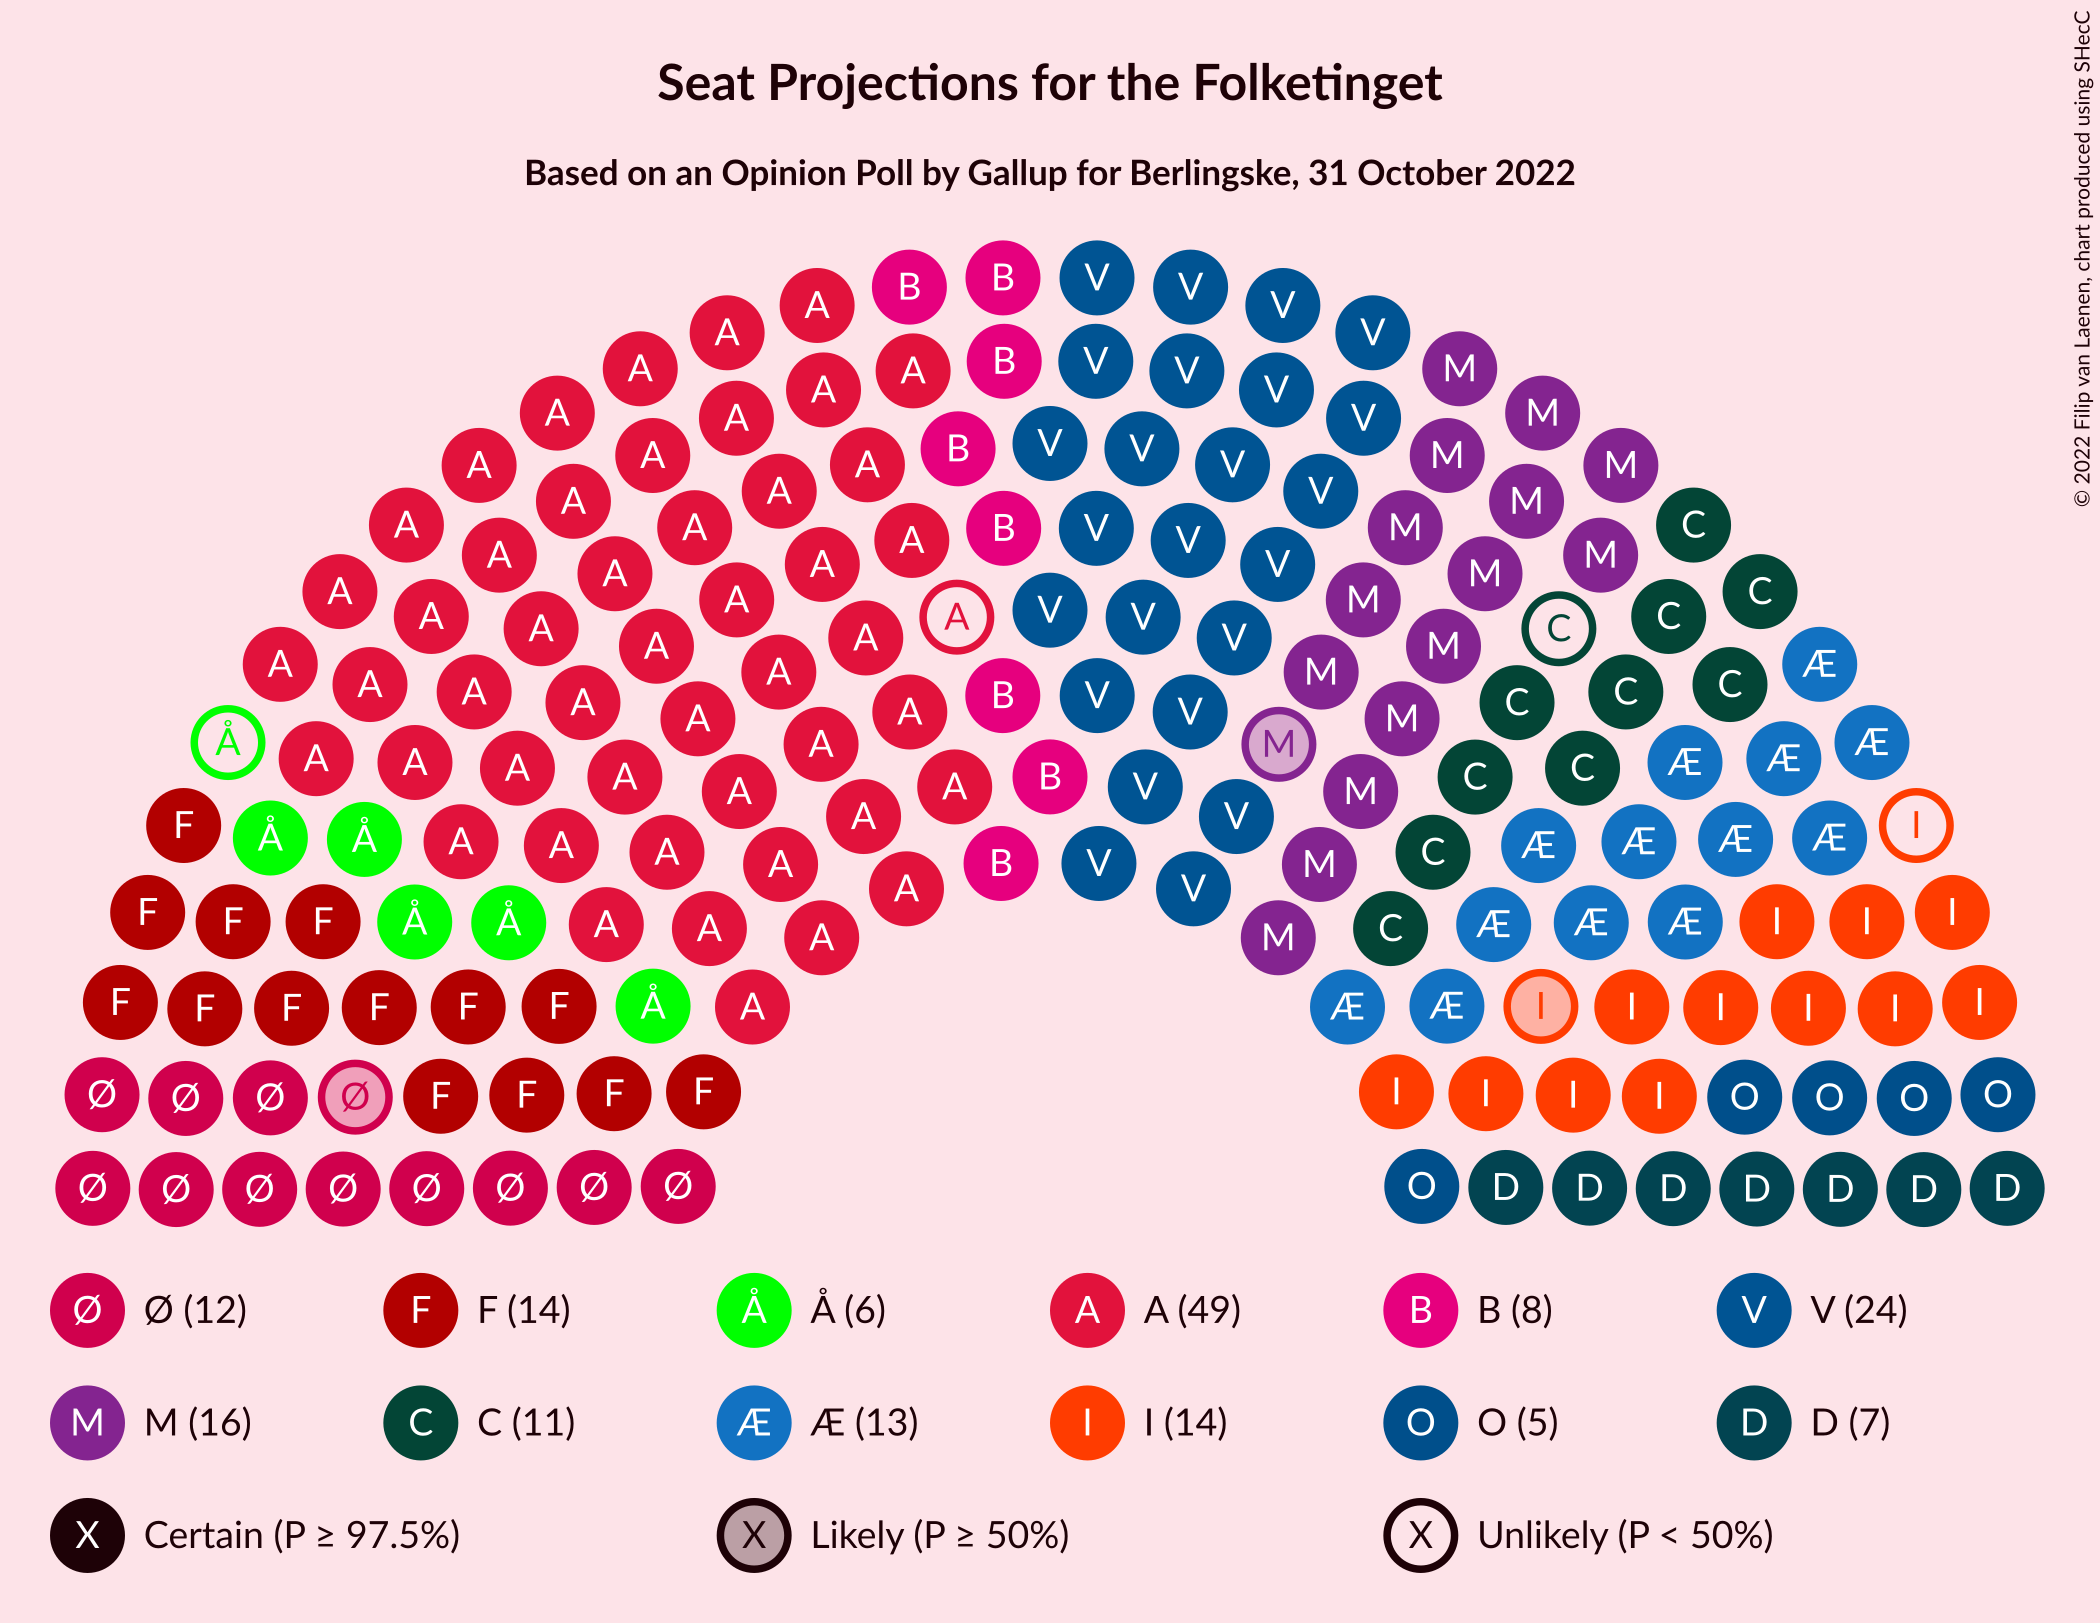 Seat Projections for the Folketinget
Based on an Opinion Poll by Gallup for Berlingske, 31 October 2022
© 2022 Filip van Laenen, chart produced using SHecC
B B V V
A V
A V
A A B V V M
A V
A A V M
A A A B V V V M M
A A V M
A A A B V V M C
A A A V M M
A A A A A V V M C C C
A A V M
A A A A A B V M C C C Æ
A A V M
Å A A A A A M C C Æ Æ Æ
A A B V M
F Å Å A A A A A V M C Æ Æ Æ Æ I
A B V V
F F F Å Å A A A M C Æ Æ Æ I I I
F F F F F F Å A Æ Æ I I I I I I
Ø Ø Ø Ø F F F F I I I I O O O O
Ø Ø Ø Ø Ø Ø Ø Ø O D D D D D D D
Ø Ø (12) F F (14) Å Å (6) A A (49) B B (8) V V (24)
M M (16) C C (11) Æ Æ (13) I I (14) O O (5) D D (7)
X Certain (P ≥ 97.5%) X Likely (P ≥ 50%) X Unlikely (P < 50%)